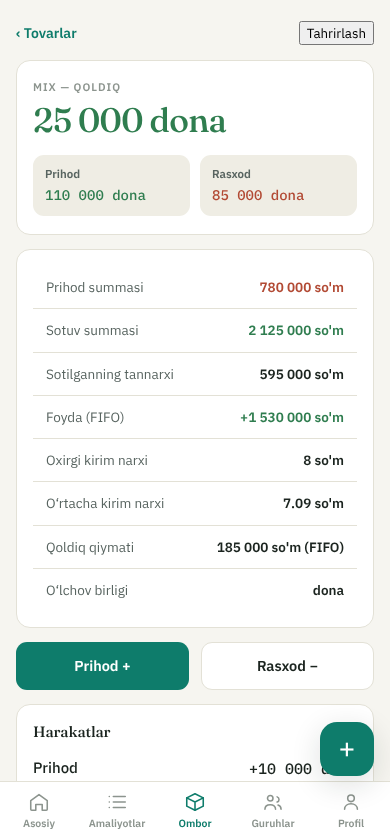 ‹ Tovarlar
Tahrirlash
MIX — QOLDIQ
25 000 dona
Prihod
110 000 dona
Rasxod
85 000 dona
Prihod summasi 780 000 so'm
Sotuv summasi 2 125 000 so'm
Sotilganning tannarxi 595 000 so'm
Foyda (FIFO) +1 530 000 so'm
Oxirgi kirim narxi 8 so'm
Oʻrtacha kirim narxi 7.09 so'm
Qoldiq qiymati 185 000 so'm (FIFO)
Oʻlchov birligi dona
Prihod +
Rasxod −
Harakatlar
Prihod +10 000
+
Asosiy
Amaliyotlar
Ombor
Guruhlar
Profil